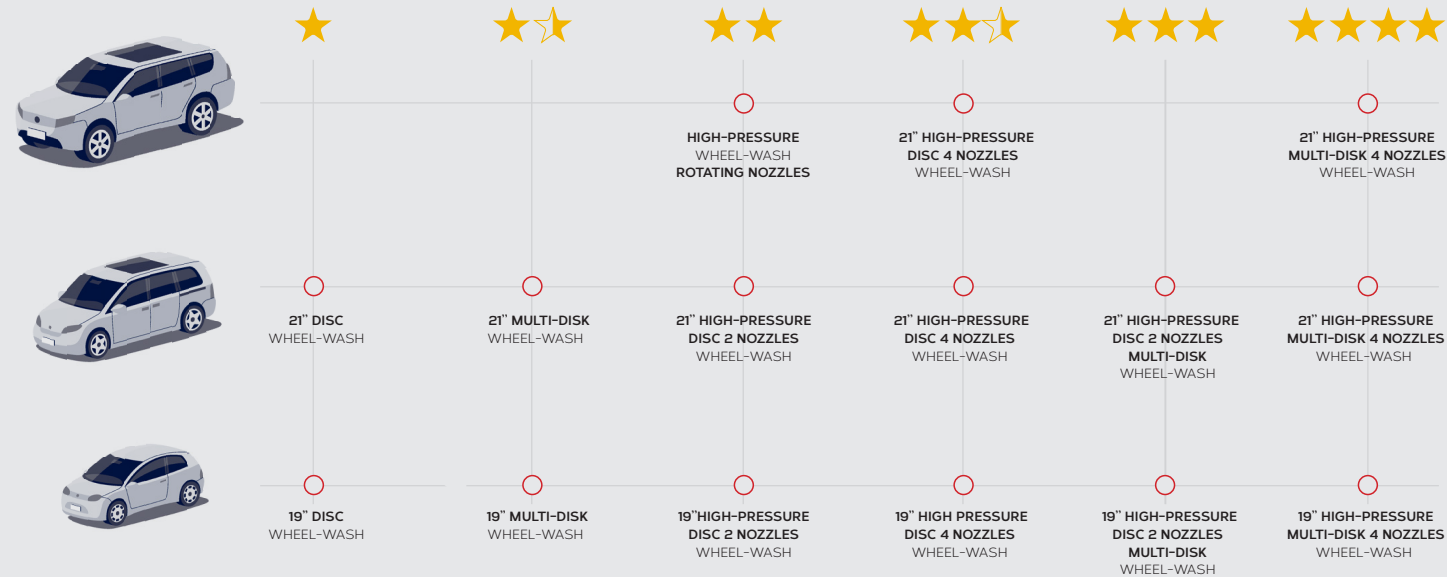 HIGH-PRESSURE
WHEEL-WASH
ROTATING NOZZLES
21” HIGH-PRESSURE
DISC 4 NOZZLES
WHEEL-WASH
21” HIGH-PRESSURE
MULTI-DISK 4 NOZZLES
WHEEL-WASH
21” DISC
WHEEL-WASH
21” MULTI-DISK
WHEEL-WASH
21” HIGH-PRESSURE
DISC 2 NOZZLES
WHEEL-WASH
21” HIGH-PRESSURE
DISC 4 NOZZLES
WHEEL-WASH
21” HIGH-PRESSURE
DISC 2 NOZZLES
MULTI-DISK
WHEEL-WASH
21” HIGH-PRESSURE
MULTI-DISK 4 NOZZLES
WHEEL-WASH
19” DISC
WHEEL-WASH
19” MULTI-DISK
WHEEL-WASH
19”HIGH-PRESSURE
DISC 2 NOZZLES
WHEEL-WASH
19” HIGH PRESSURE
DISC 4 NOZZLES
WHEEL-WASH
19” HIGH-PRESSURE
DISC 2 NOZZLES
MULTI-DISK
WHEEL-WASH
19” HIGH-PRESSURE
MULTI-DISK 4 NOZZLES
WHEEL-WASH